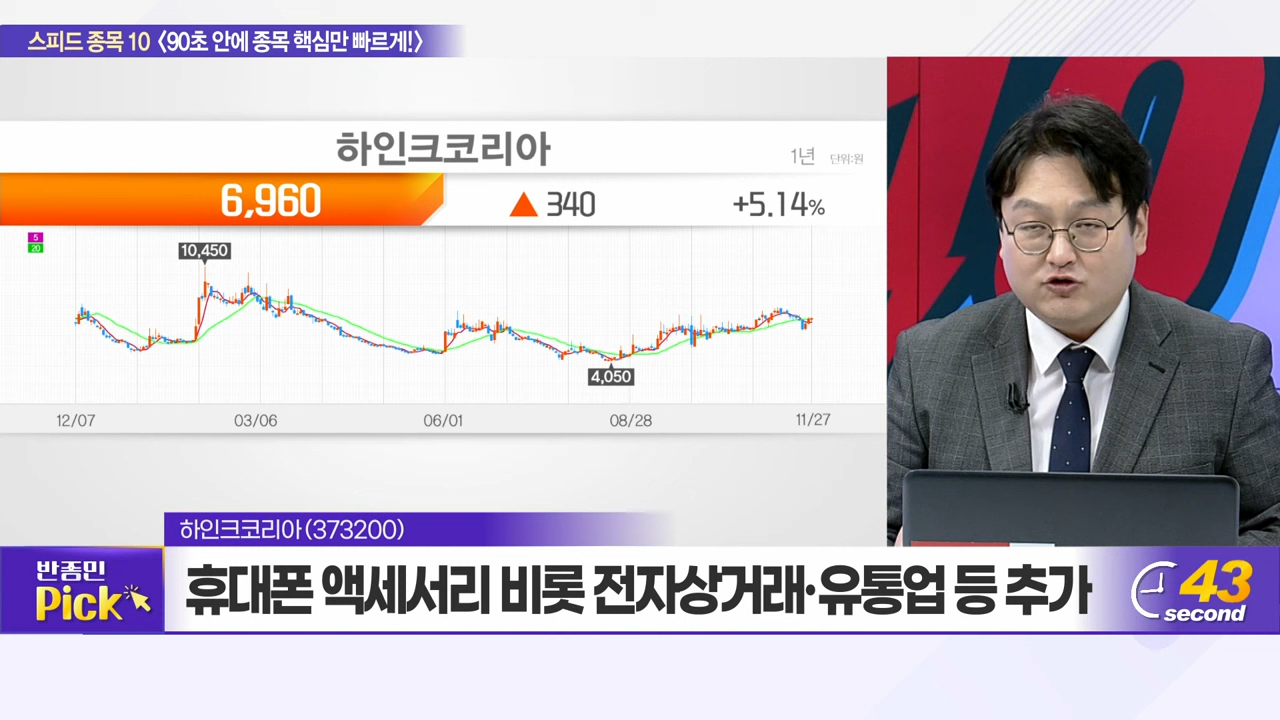 스피드 종목 10 〈90초 안에 종목 핵심만 빠르게!〉
하인크코리아
1년 단위:원
6,960 ▲ 340 +5.14%
5
20
10,450
4,050
12/07 03/06 06/01 08/28 11/27
하인크코리아(373200)
반종민
Pick
휴대폰 액세서리 비롯 전자상거래·유통업 등 추가
43
second